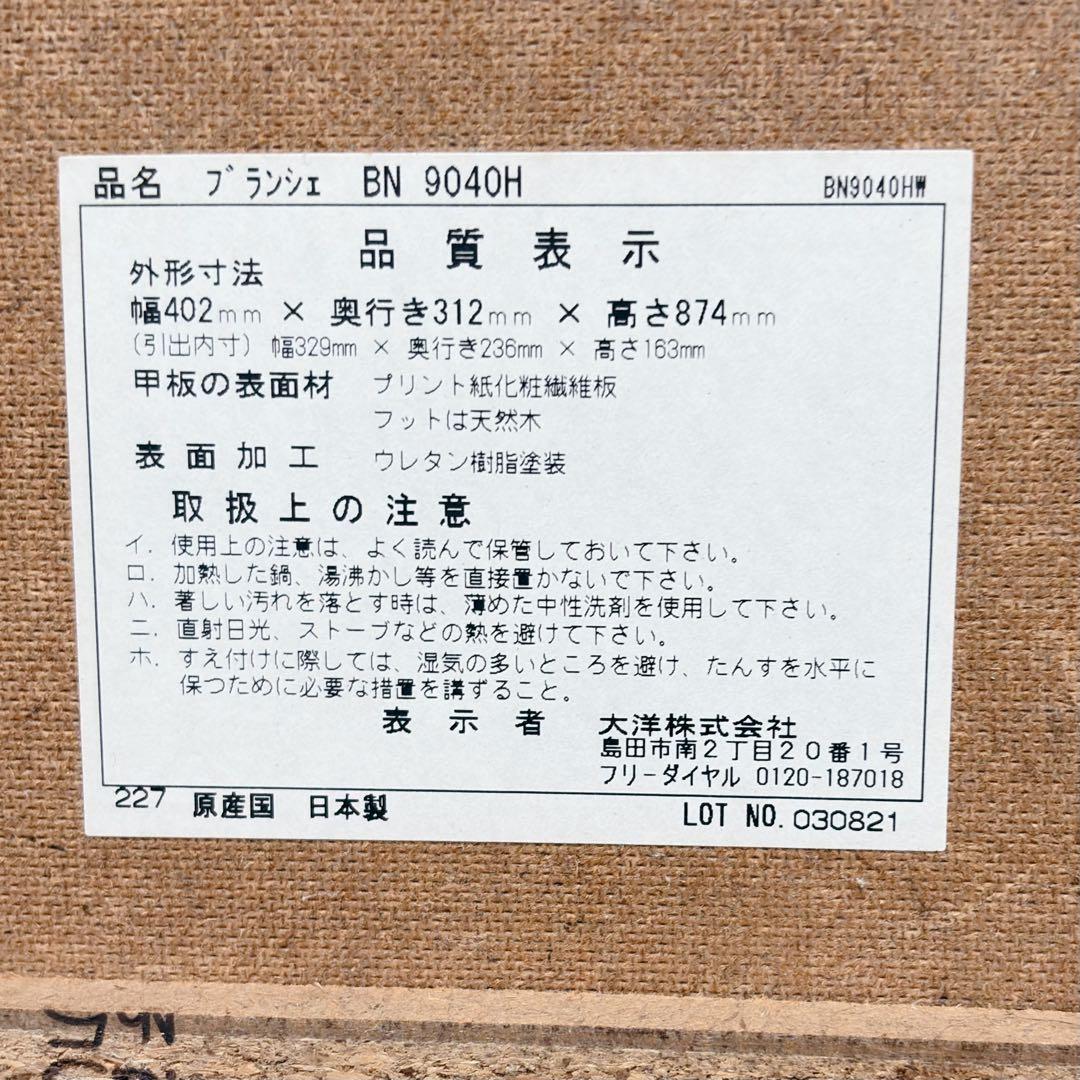 品名 ブランシェ BN 9040H BN9040HW
品質表示
外形寸法
幅402mm × 奥行き312mm × 高さ874mm
(引出内寸) 幅329mm × 奥行き236mm × 高さ163mm
甲板の表面材 プリント紙化粧繊維板
フットは天然木
表面加工 ウレタン樹脂塗装
取扱上の注意
イ. 使用上の注意は、よく読んで保管しておいて下さい。
ロ. 加熱した鍋、湯沸かし等を直接置かないで下さい。
ハ. 著しい汚れを落とす時は、薄めた中性洗剤を使用して下さい。
ニ. 直射日光、ストーブなどの熱を避けて下さい。
ホ. すえ付けに際しては、湿気の多いところを避け、たんすを水平に
保つために必要な措置を講ずること。
表示者 大洋株式会社
島田市南2丁目20番1号
フリーダイヤル 0120-187018
227 原産国 日本製 LOT NO. 030821